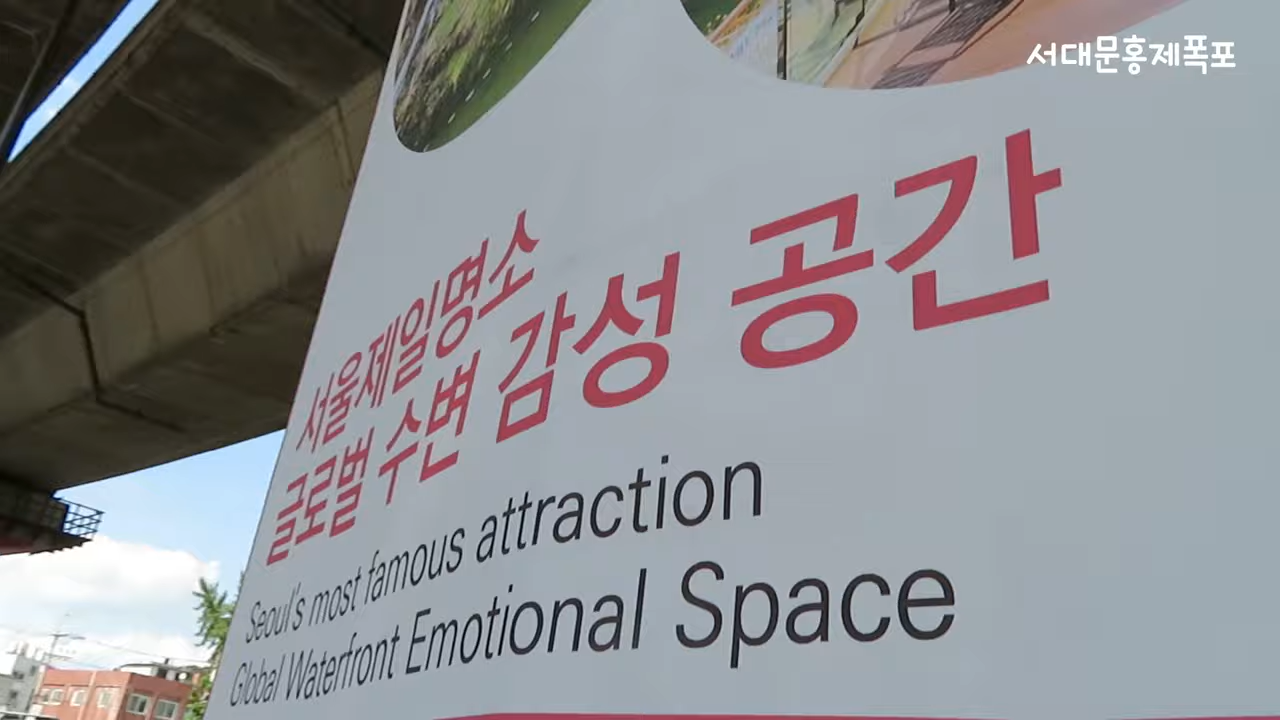 서대문홍제폭포
서울제일명소
글로벌 수변 감성 공간
Seoul's most famous attraction
Global Waterfront Emotional Space